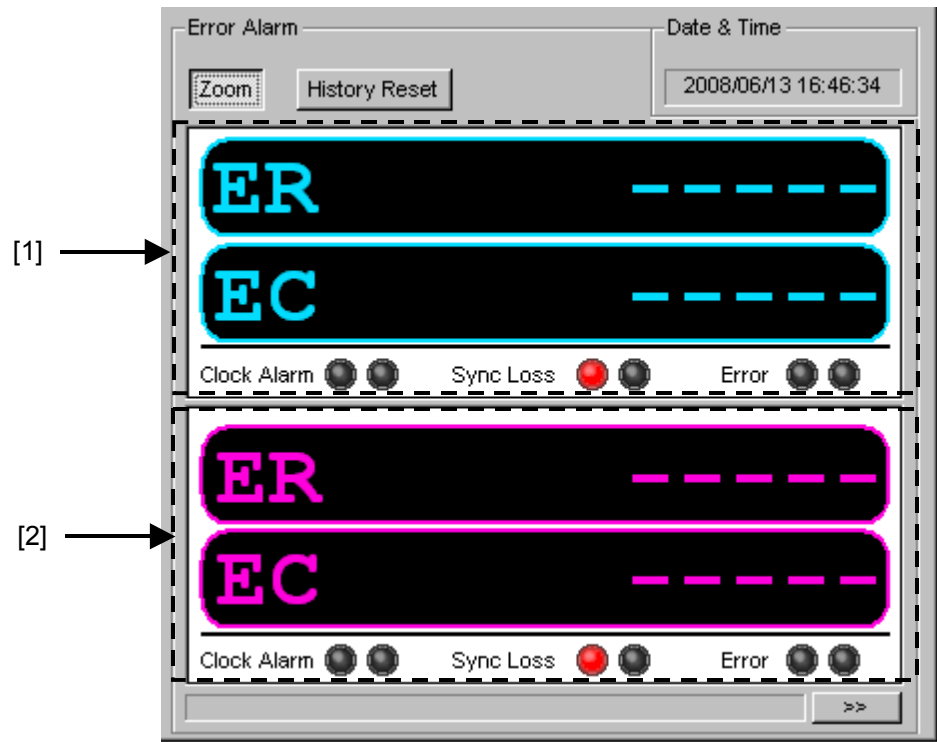 Error Alarm Date & Time
Zoom History Reset 2008/06/13 16:46:34
[1]
ER -----
EC -----
Clock Alarm Sync Loss Error
[2]
ER -----
EC -----
Clock Alarm Sync Loss Error
>>